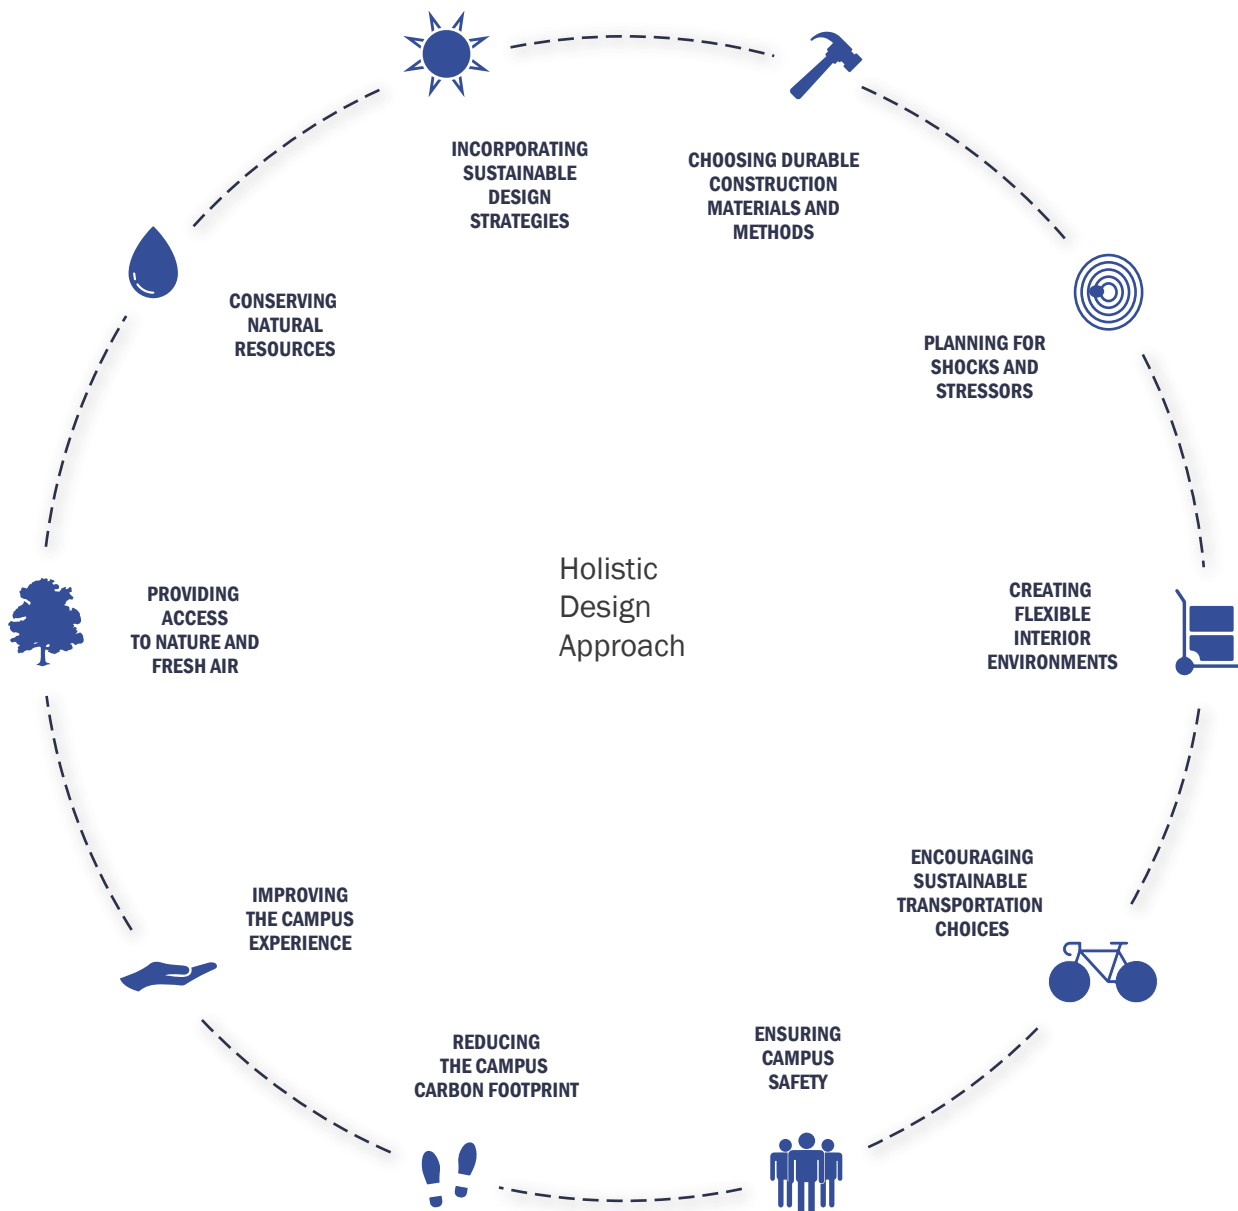 INCORPORATING
SUSTAINABLE
DESIGN
STRATEGIES
CHOOSING DURABLE
CONSTRUCTION
MATERIALS AND
METHODS
CONSERVING
NATURAL
RESOURCES
PLANNING FOR
SHOCKS AND
STRESSORS
Holistic
Design
Approach
PROVIDING
ACCESS
TO NATURE AND
FRESH AIR
CREATING
FLEXIBLE
INTERIOR
ENVIRONMENTS
ENCOURAGING
SUSTAINABLE
TRANSPORTATION
CHOICES
IMPROVING
THE CAMPUS
EXPERIENCE
REDUCING
THE CAMPUS
CARBON FOOTPRINT
ENSURING
CAMPUS
SAFETY